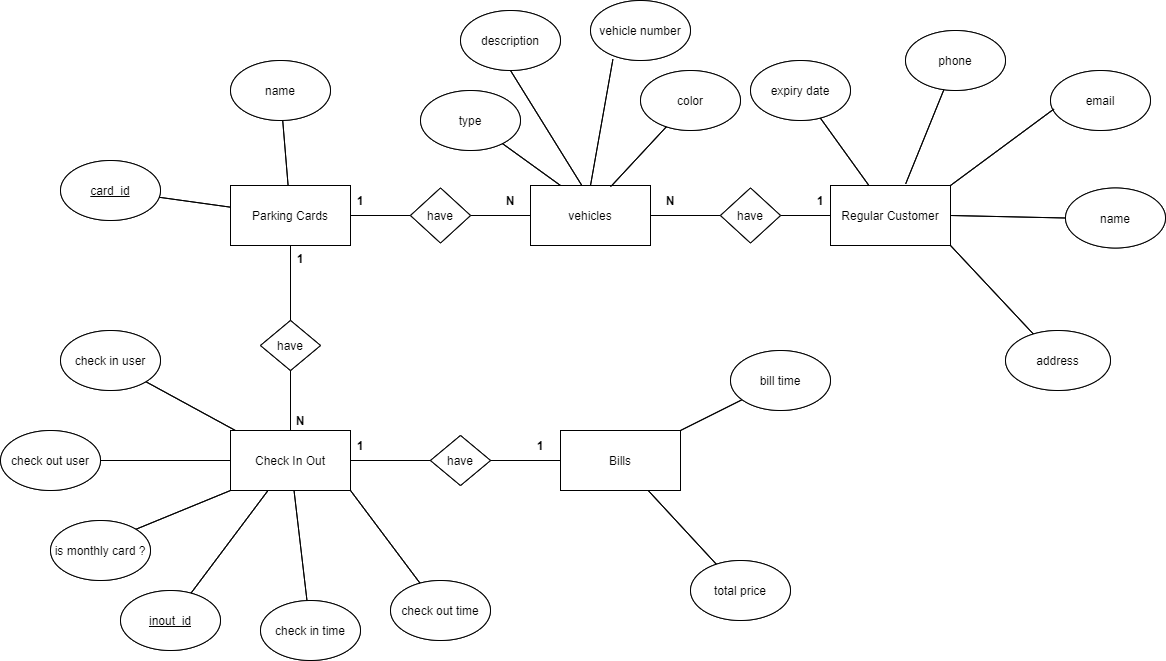 vehicle number
description
phone
name
expiry date
color
email
type
card_id
Parking Cards
1
have
N
vehicles
N
have
1
Regular Customer
name
1
have
check in user
address
bill time
N
check out user
Check In Out
1
have
1
Bills
is monthly card ?
total price
check out time
inout_id
check in time